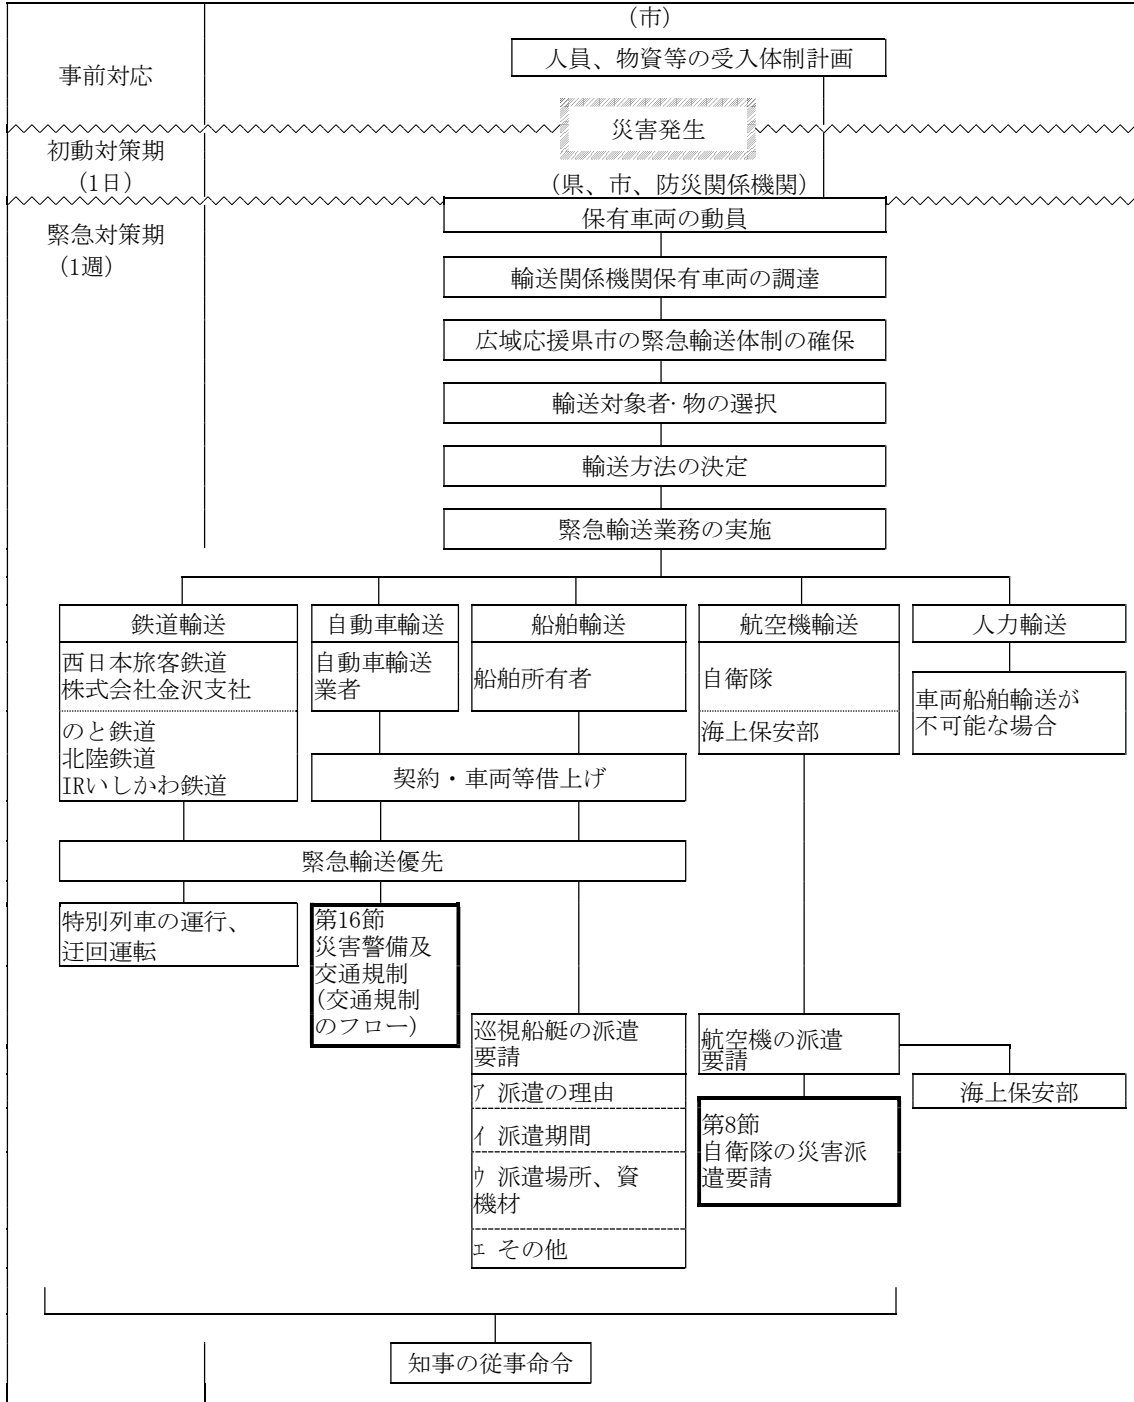 （市）
人員、物資等の受入体制計画
事前対応
災害発生
初動対策期
（1日）
（県、市、防災関係機関）
保有車両の動員
緊急対策期
（1週）
輸送関係機関保有車両の調達
広域応援県市の緊急輸送体制の確保
輸送対象者・物の選択
輸送方法の決定
緊急輸送業務の実施
鉄道輸送
自動車輸送
船舶輸送
航空機輸送
人力輸送
西日本旅客鉄道
株式会社金沢支社
のと鉄道
北陸鉄道
IRいしかわ鉄道
自動車輸送
業者
船舶所有者
自衛隊
海上保安部
車両船舶輸送が
不可能な場合
契約・車両等借上げ
緊急輸送優先
特別列車の運行、
迂回運転
第16節
災害警備及
交通規制
(交通規制
のフロー）
巡視船艇の派遣
要請
ｱ 派遣の理由
ｲ 派遣期間
ｳ 派遣場所、資
機材
ｴ その他
航空機の派遣
要請
海上保安部
第8節
自衛隊の災害派
遣要請
知事の従事命令